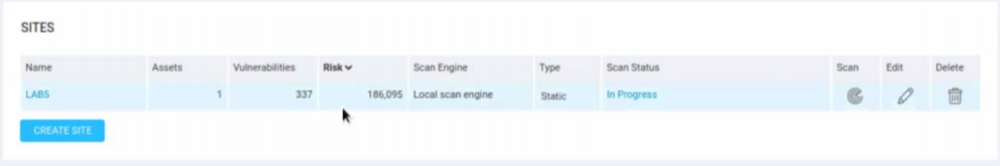 SITES
Name Assets Vulnerabilities Risk Scan Engine Type Scan Status Scan Edit Delete
LABS 1 337 186,095 Local scan engine Static In Progress
CREATE SITE